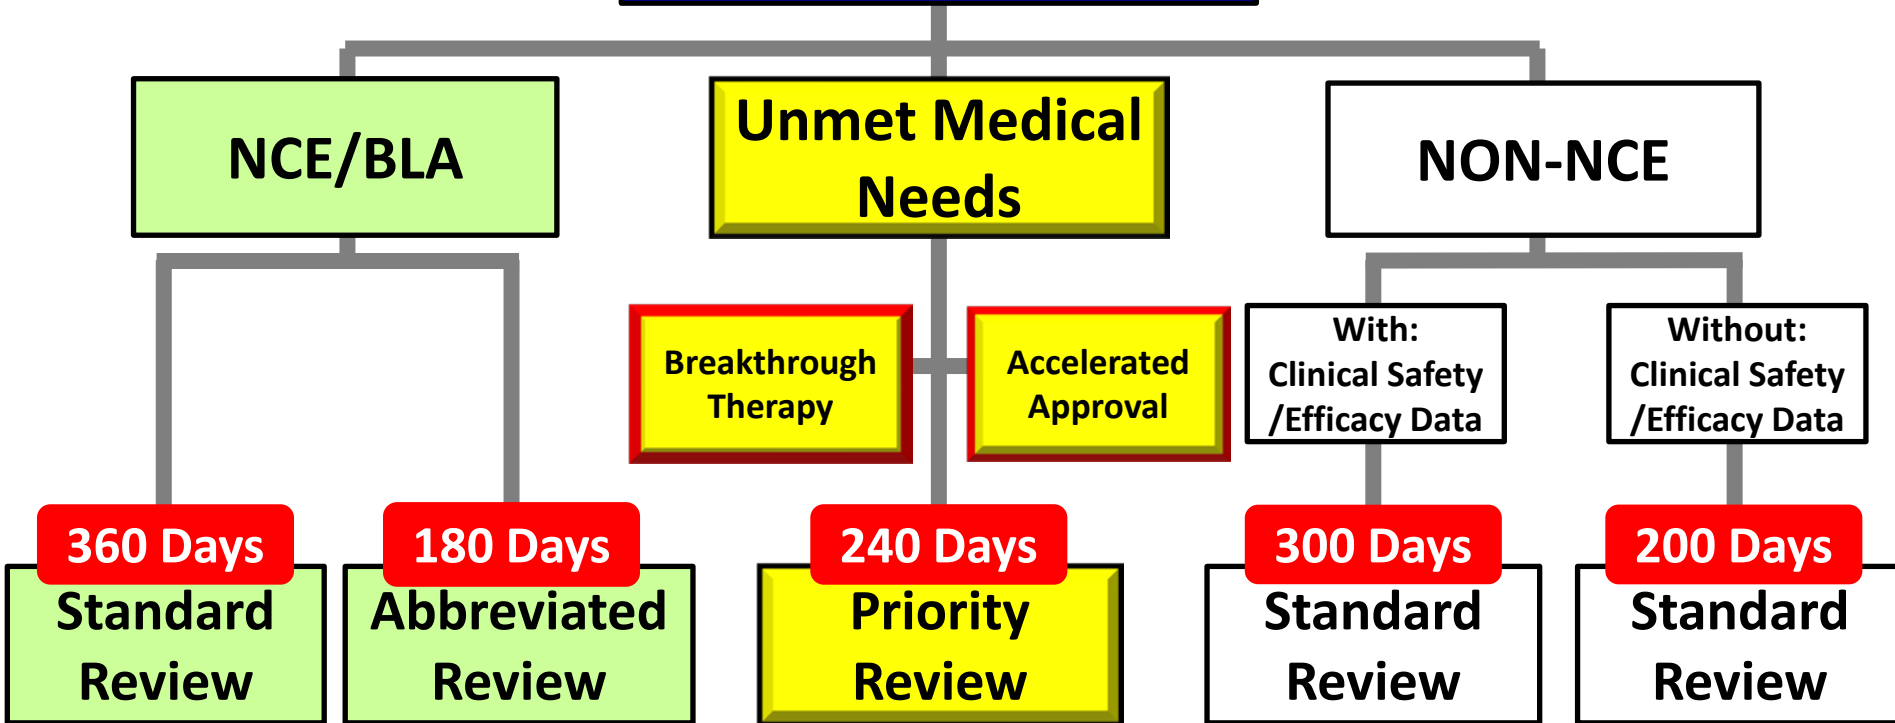 NCE/BLA
Unmet Medical
Needs
NON-NCE
Breakthrough
Therapy
Accelerated
Approval
With:
Clinical Safety
/Efficacy Data
Without:
Clinical Safety
/Efficacy Data
360 Days
Standard
Review
180 Days
Abbreviated
Review
240 Days
Priority
Review
300 Days
Standard
Review
200 Days
Standard
Review